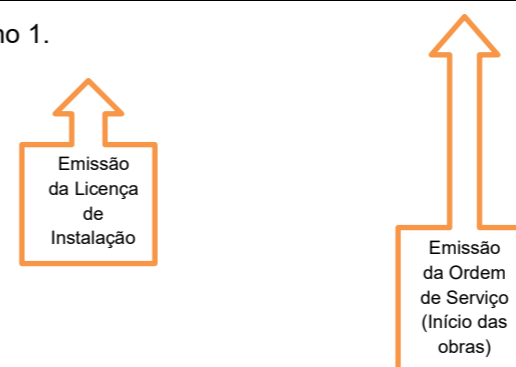 no 1.
Emissão
da Licença
de
Instalação
Emissão
da Ordem
de Serviço
(Início das
obras)